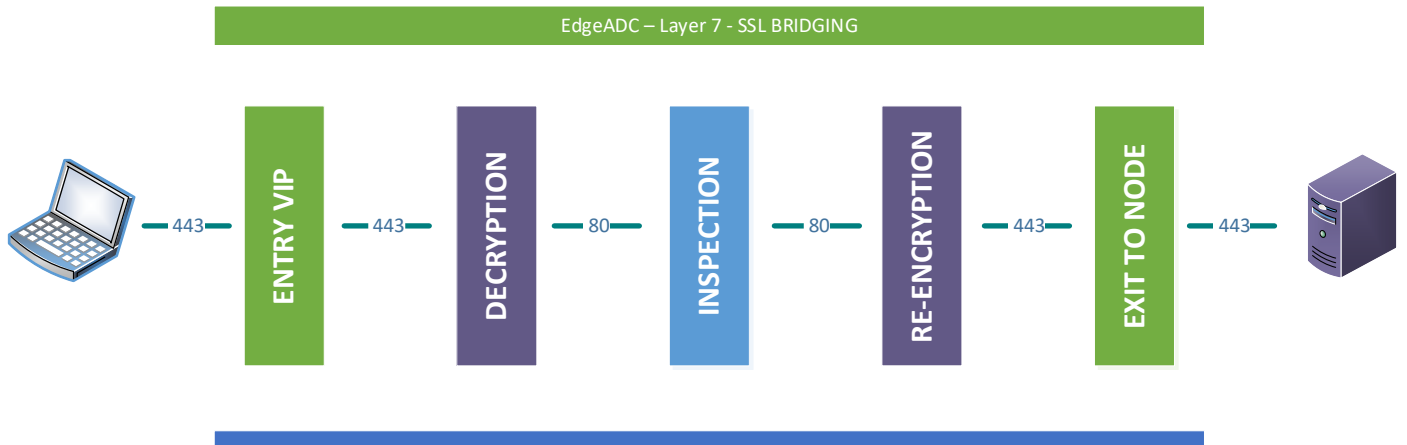 EdgeADC – Layer 7 - SSL BRIDGING
443
ENTRY VIP
443
DECRYPTION
80
INSPECTION
80
RE-ENCRYPTION
443
EXIT TO NODE
443